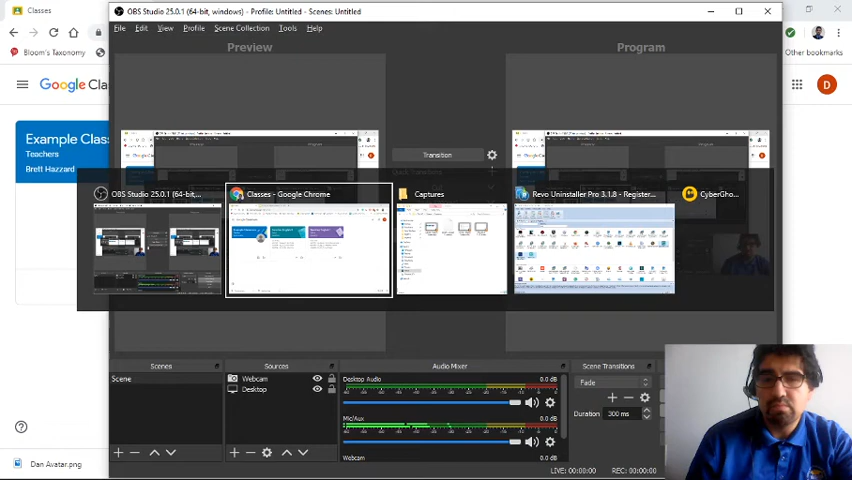 Classes
OBS Studio 25.0.1 (64-bit, windows) - Profile: Untitled - Scenes: Untitled
File Edit View Profile Scene Collection Tools Help
Bloom's Taxonomy
Other bookmarks
Google Cla
D
Preview
Program
Example Class
Teachers
Brett Hazzard
Transition
OBS Studio 25.0.1 (64-bit,...
Classes - Google Chrome
Captures
Revo Uninstaller Pro 3.1.8 - Register...
CyberGho...
Scenes
Sources
Audio Mixer
Scene Transitions
Scene
Webcam
Desktop
Desktop Audio
0.0 dB
Fade
Duration 300 ms
Mic/Aux
0.0 dB
Webcam
0.0 dB
LIVE: 00:00:00
REC: 00:00:00
Dan Avatar.png